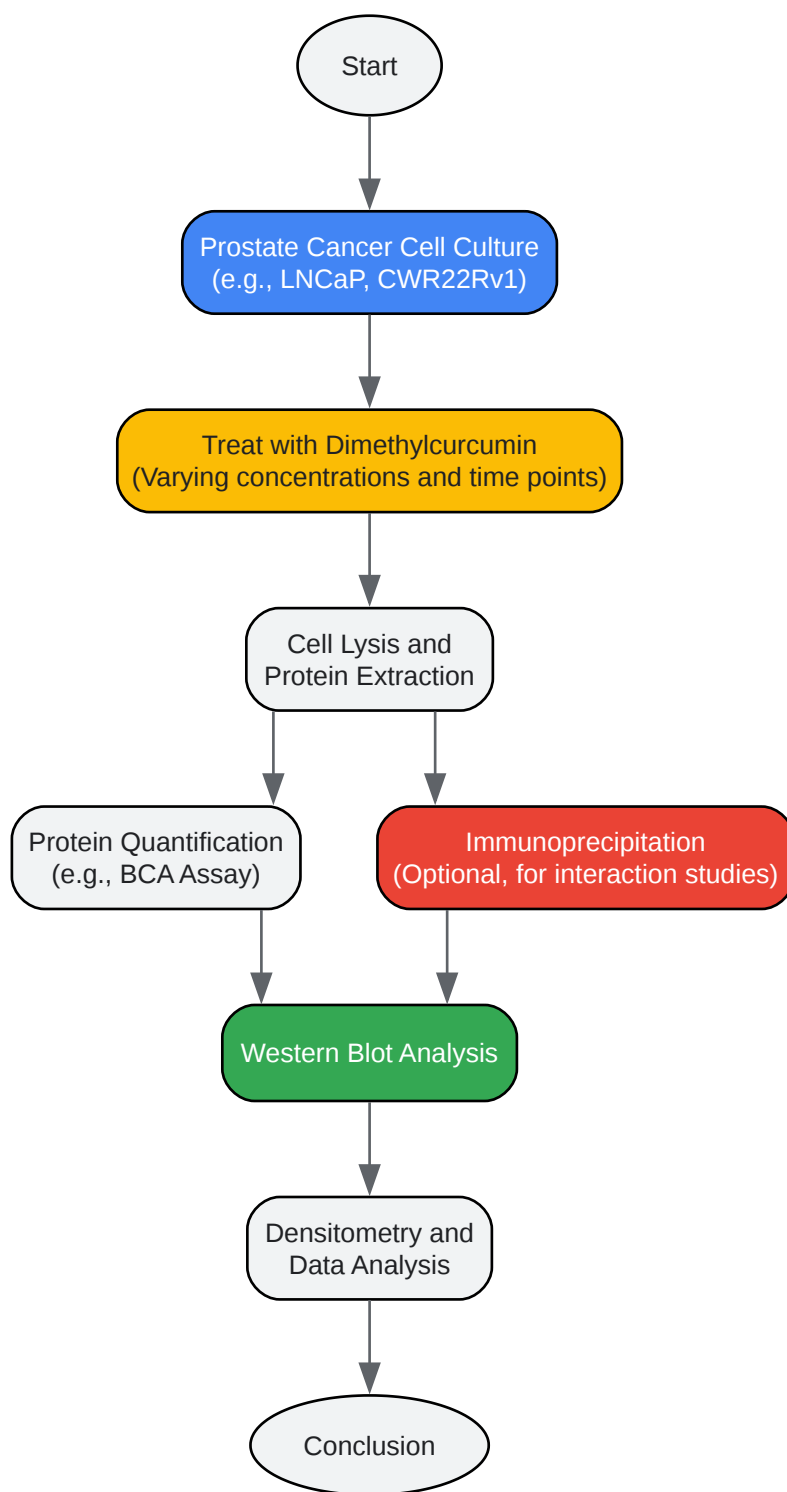 Start
Prostate Cancer Cell Culture
(e.g., LNCaP, CWR22Rv1)
Treat with Dimethylcurcumin
(Varying concentrations and time points)
Cell Lysis and
Protein Extraction
Protein Quantification
(e.g., BCA Assay)
Immunoprecipitation
(Optional, for interaction studies)
Western Blot Analysis
Densitometry and
Data Analysis
Conclusion